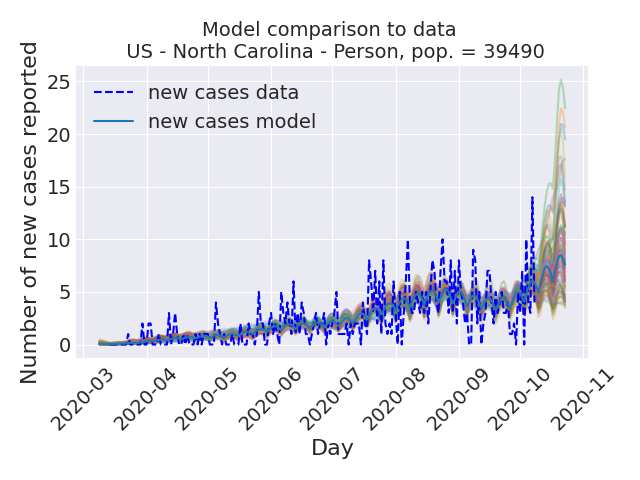 Model comparison to data
US - North Carolina - Person, pop. = 39490
Number of new cases reported
25
20
15
10
5
0
new cases data
new cases model
2020-03
2020-04
2020-05
2020-06
2020-07
2020-08
2020-09
2020-10
2020-11
Day